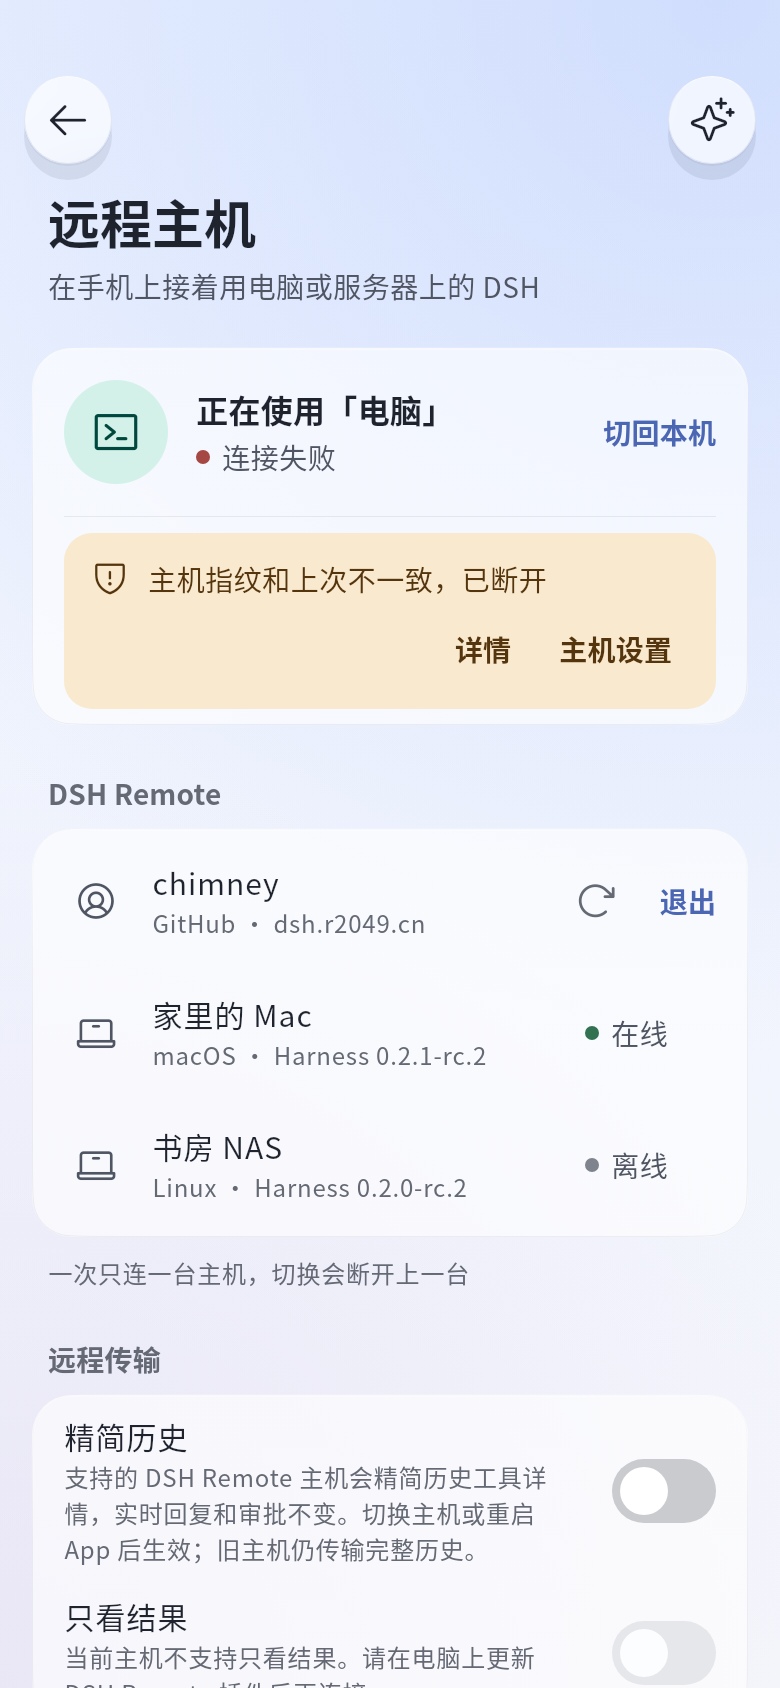 远程主机
在手机上接着用电脑或服务器上的 DSH
正在使用「电脑」
连接失败
切回本机
主机指纹和上次不一致，已断开
详情 主机设置
DSH Remote
chimney
GitHub • dsh.r2049.cn
退出
家里的 Mac
macOS • Harness 0.2.1-rc.2
在线
书房 NAS
Linux • Harness 0.2.0-rc.2
离线
一次只连一台主机，切换会断开上一台
远程传输
精简历史
支持的 DSH Remote 主机会精简历史工具详
情，实时回复和审批不变。切换主机或重启
App 后生效；旧主机仍传输完整历史。
只看结果
当前主机不支持只看结果。请在电脑上更新